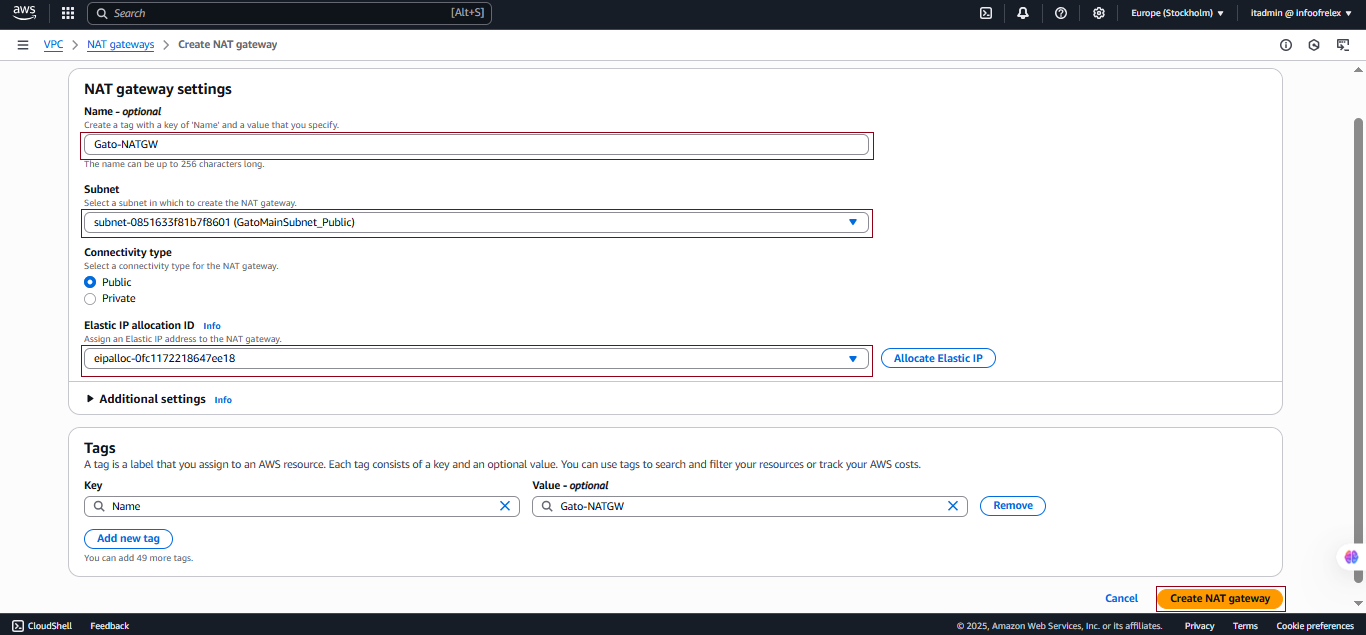 aws
Search [Alt+S]
Europe (Stockholm)
itadmin @ infoofrelex
VPC
NAT gateways
Create NAT gateway
NAT gateway settings
Name - optional
Create a tag with a key of 'Name' and a value that you specify.
Gato-NATGW
The name can be up to 256 characters long.
Subnet
Select a subnet in which to create the NAT gateway.
subnet-0851633f81b7f8601 (GatoMainSubnet_Public)
Connectivity type
Select a connectivity type for the NAT gateway.
Public
Private
Elastic IP allocation ID Info
Assign an Elastic IP address to the NAT gateway.
eipalloc-0fc1172218647ee18
Allocate Elastic IP
Additional settings Info
Tags
A tag is a label that you assign to an AWS resource. Each tag consists of a key and an optional value. You can use tags to search and filter your resources or track your AWS costs.
Key
Value - optional
Name
Gato-NATGW
Remove
Add new tag
You can add 49 more tags.
Cancel
Create NAT gateway
CloudShell
Feedback
© 2025, Amazon Web Services, Inc. or its affiliates.
Privacy
Terms
Cookie preferences